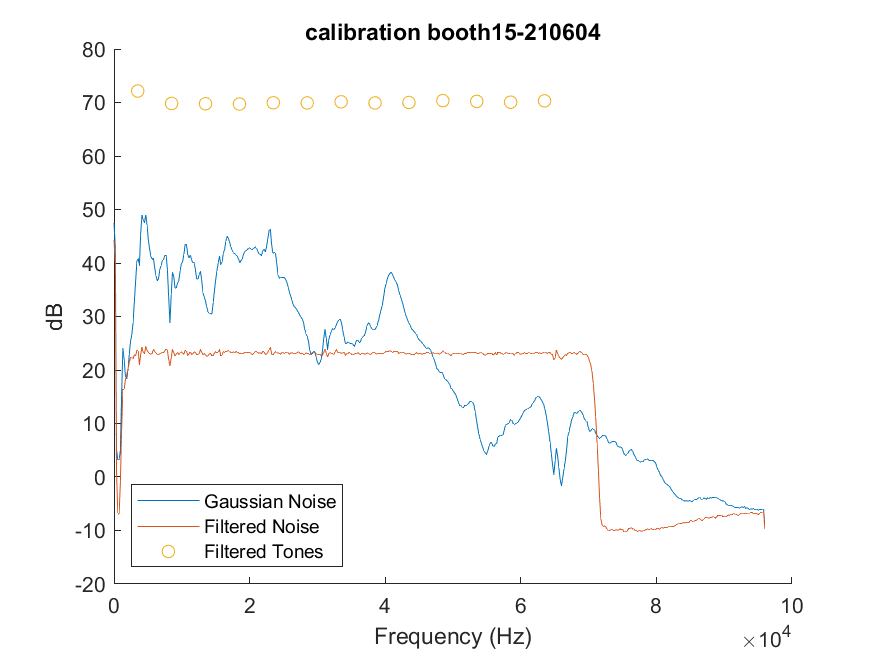 calibration booth15-210604
80
70
60
50
40
30
20
10
0
-10
-20
dB
Gaussian Noise
Filtered Noise
Filtered Tones
0 2 4 6 8 10
Frequency (Hz)
×10⁴